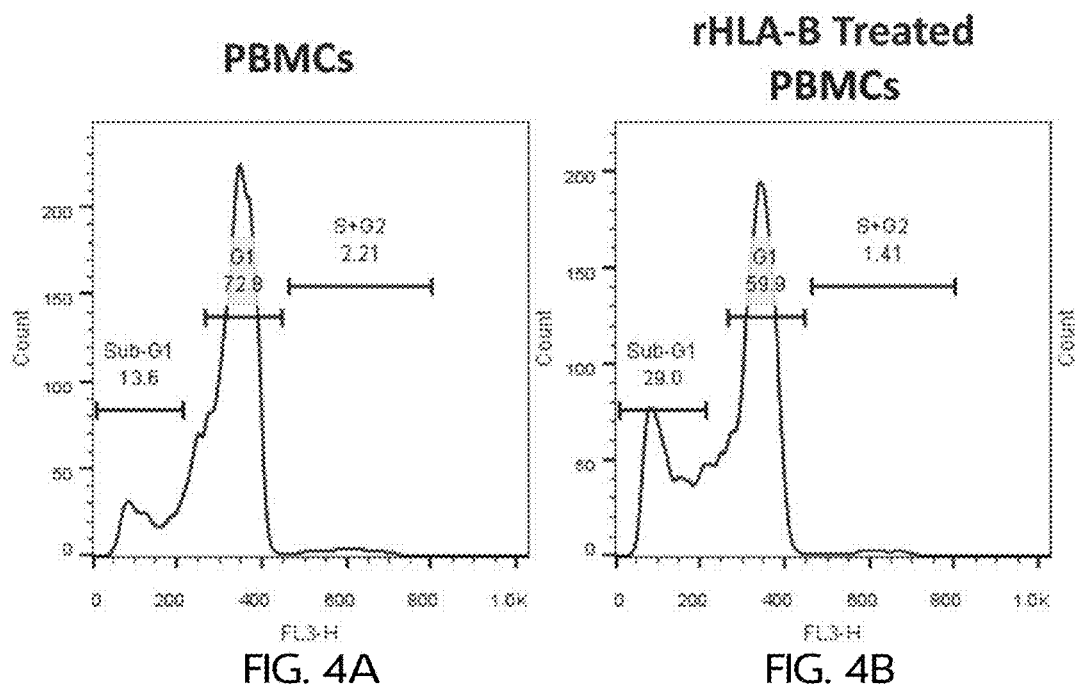 PBMCs
rHLA-B Treated
PBMCs
Count
200
150
100
50
0
Sub-G1
13.6
G1
72.8
S+G2
2.21
0
200
400
600
800
1.0K
FL3-H
FIG. 4A
Count
200
150
100
50
0
Sub-G1
29.0
G1
59.9
S+G2
1.41
0
200
400
600
800
1.0K
FL3-H
Count
FIG. 4B